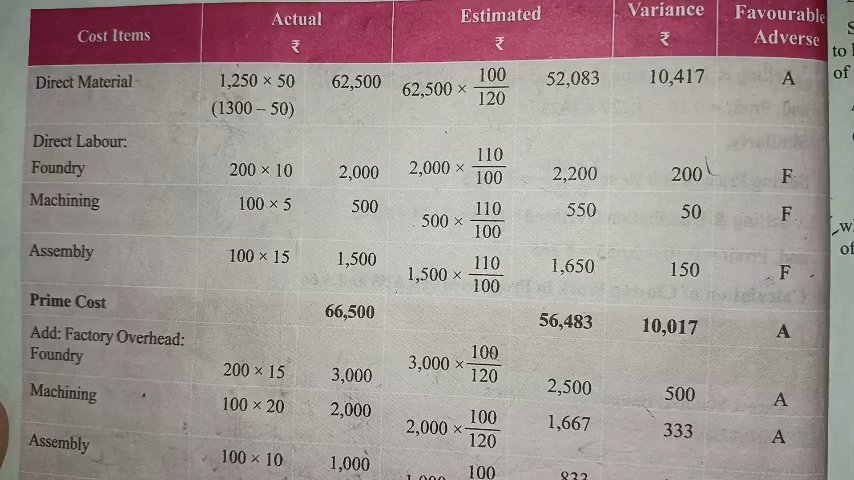 Cost Items Actual ₹ Estimated ₹ Variance ₹ Favourable Adverse
Direct Material 1,250 × 50 62,500 62,500 × 100/120 52,083 10,417 A
(1300 – 50)
Direct Labour:
Foundry 200 × 10 2,000 2,000 × 110/100 2,200 200 F
Machining 100 × 5 500 500 × 110/100 550 50 F
Assembly 100 × 15 1,500 1,500 × 110/100 1,650 150 F
Prime Cost 66,500 56,483 10,017 A
Add: Factory Overhead:
Foundry 200 × 15 3,000 3,000 × 100/120 2,500 500 A
Machining 100 × 20 2,000 2,000 × 100/120 1,667 333 A
Assembly 100 × 10 1,000 100
to
of
of